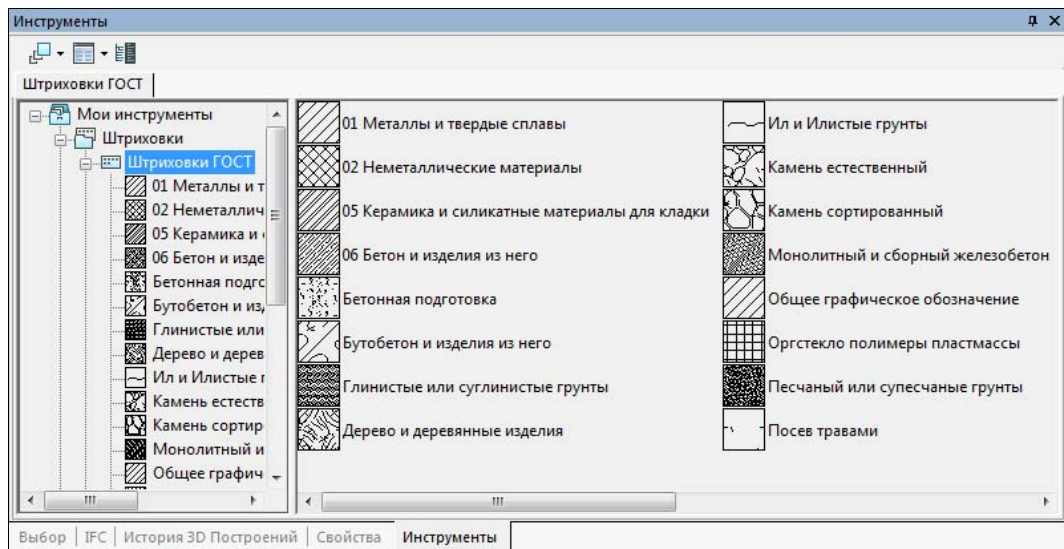 Инструменты
Штриховки ГОСТ
Мои инструменты
Штриховки
Штриховки ГОСТ
01 Металлы и т
02 Неметаллич
05 Керамика и
06 Бетон и изде
Бетонная подгс
Бутобетон и из
Глинистые или
Дерево и дерев
Ил и Илистые г
Камень естеств
Камень сортир
Монолитный и
Общее графич
01 Металлы и твердые сплавы
02 Неметаллические материалы
05 Керамика и силикатные материалы для кладки
06 Бетон и изделия из него
Бетонная подготовка
Бутобетон и изделия из него
Глинистые или суглинистые грунты
Дерево и деревянные изделия
Ил и Илистые грунты
Камень естественный
Камень сортированный
Монолитный и сборный железобетон
Общее графическое обозначение
Оргстекло полимеры пластмассы
Песчаный или супесчаные грунты
Посев травами
Выбор
IFC
История 3D Построений
Свойства
Инструменты